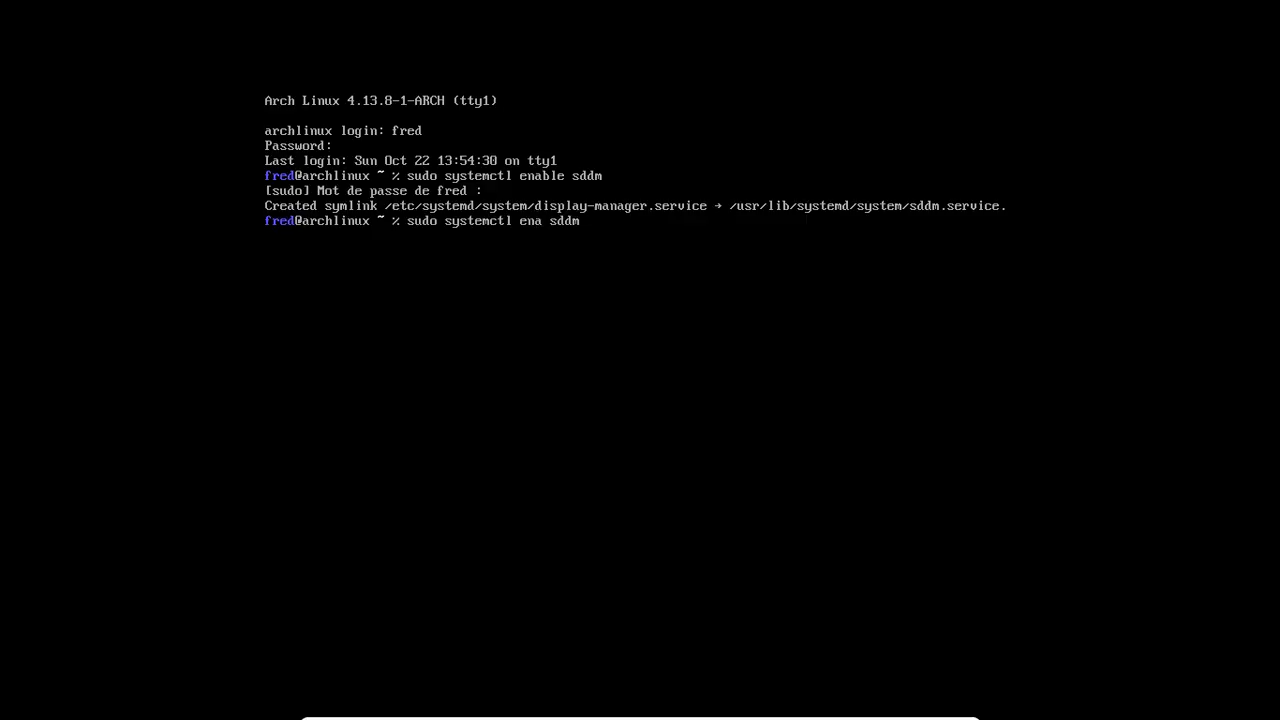 Arch Linux 4.13.8-1-ARCH (tty1)
archlinux login: fred
Password:
Last login: Sun Oct 22 13:54:30 on tty1
fred@archlinux ~ % sudo systemctl enable sddm
[sudo] Mot de passe de fred :
Created symlink /etc/systemd/system/display-manager.service → /usr/lib/systemd/system/sddm.service.
fred@archlinux ~ % sudo systemctl ena sddm